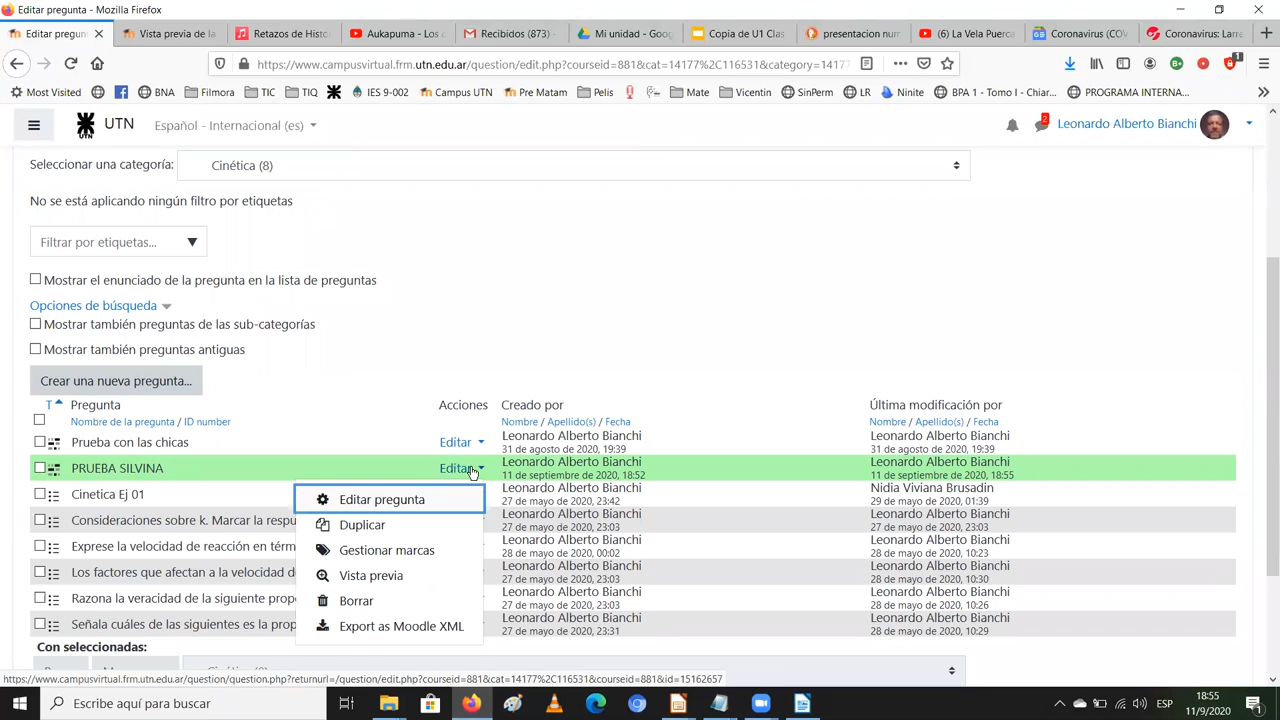 Editar pregunta - Mozilla Firefox
Editar pregun
Vista previa de la
Retazos de Histo
Aukapuma - Los
Recibidos (873) -
Mi unidad - Goog
Copia de U1 Clas
presentacion num
(6) La Vela Puerca
Coronavirus (COV
Coronavirus: Larre
https://www.campusvirtual.frm.utn.edu.ar/question/edit.php?courseid=881&cat=14177%2C116531&category=14177
1
Most Visited
BNA
Filmora
TIC
TIQ
IES 9-002
Campus UTN
Pre Matam
Pelis
Mate
Vicentin
SinPerm
LR
Ninite
BPA 1 - Tomo I - Chiar...
PROGRAMA INTERNA...
UTN
UTN
Español - Internacional (es)
2
Leonardo Alberto Bianchi
Seleccionar una categoría:
Cinética (8)
No se está aplicando ningún filtro por etiquetas
Filtrar por etiquetas...
Mostrar el enunciado de la pregunta en la lista de preguntas
Opciones de búsqueda
Mostrar también preguntas de las sub-categorías
Mostrar también preguntas antiguas
Crear una nueva pregunta...
T Pregunta Acciones Creado por Última modificación por
Nombre de la pregunta / ID number Nombre / Apellido(s) / Fecha Nombre / Apellido(s) / Fecha
Prueba con las chicas Editar Leonardo Alberto Bianchi Leonardo Alberto Bianchi
31 de agosto de 2020, 19:39 31 de agosto de 2020, 19:39
PRUEBA SILVINA Editar Leonardo Alberto Bianchi Leonardo Alberto Bianchi
11 de septiembre de 2020, 18:52 11 de septiembre de 2020, 18:55
Cinetica Ej 01 Leonardo Alberto Bianchi Nidia Viviana Brusadin
27 de mayo de 2020, 23:42 29 de mayo de 2020, 01:39
Consideraciones sobre k. Marcar la respu Leonardo Alberto Bianchi Leonardo Alberto Bianchi
27 de mayo de 2020, 23:03 27 de mayo de 2020, 23:03
Exprese la velocidad de reacción en térm Leonardo Alberto Bianchi Leonardo Alberto Bianchi
28 de mayo de 2020, 00:02 28 de mayo de 2020, 10:23
Los factores que afectan a la velocidad d Leonardo Alberto Bianchi Leonardo Alberto Bianchi
27 de mayo de 2020, 23:03 28 de mayo de 2020, 10:30
Razona la veracidad de la siguiente prop Leonardo Alberto Bianchi Leonardo Alberto Bianchi
27 de mayo de 2020, 23:03 28 de mayo de 2020, 10:26
Señala cuáles de las siguientes es la prop Leonardo Alberto Bianchi Leonardo Alberto Bianchi
27 de mayo de 2020, 23:31 28 de mayo de 2020, 10:29
Editar pregunta
Duplicar
Gestionar marcas
Vista previa
Borrar
Export as Moodle XML
Con seleccionadas:
Cinética (8)
https://www.campusvirtual.frm.utn.edu.ar/question/question.php?returnurl=/question/edit.php?courseid=881&cat=14177%2C116531&courseid=881&id=15162657
Escribe aquí para buscar
ESP
18:55
11/9/2020
1